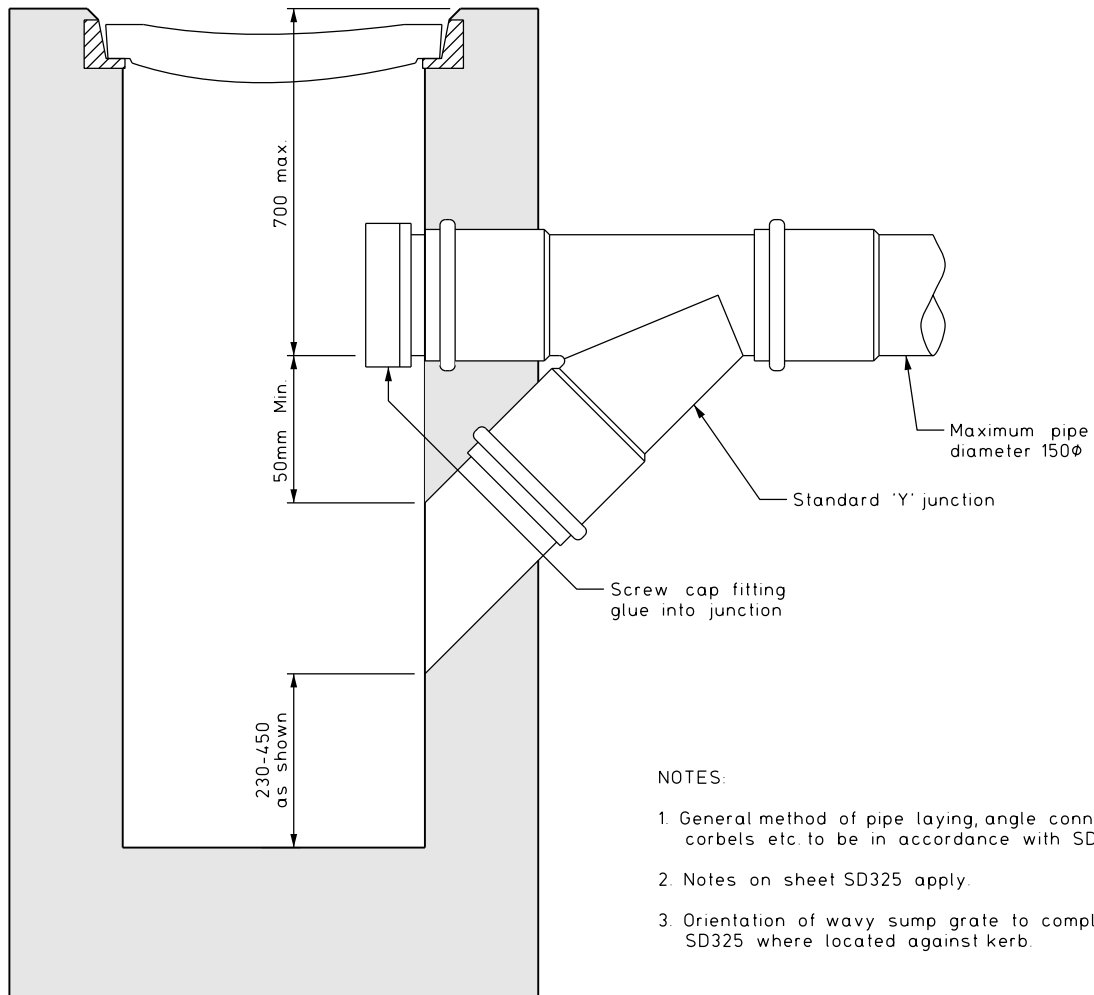 700 max.
50mm Min.
Maximum pipe
diameter 150ϕ
Standard 'Y' junction
Screw cap fitting
glue into junction
230-450
as shown
NOTES:
1. General method of pipe laying, angle conn
corbels etc. to be in accordance with SD
2. Notes on sheet SD325 apply.
3. Orientation of wavy sump grate to compl
SD325 where located against kerb.